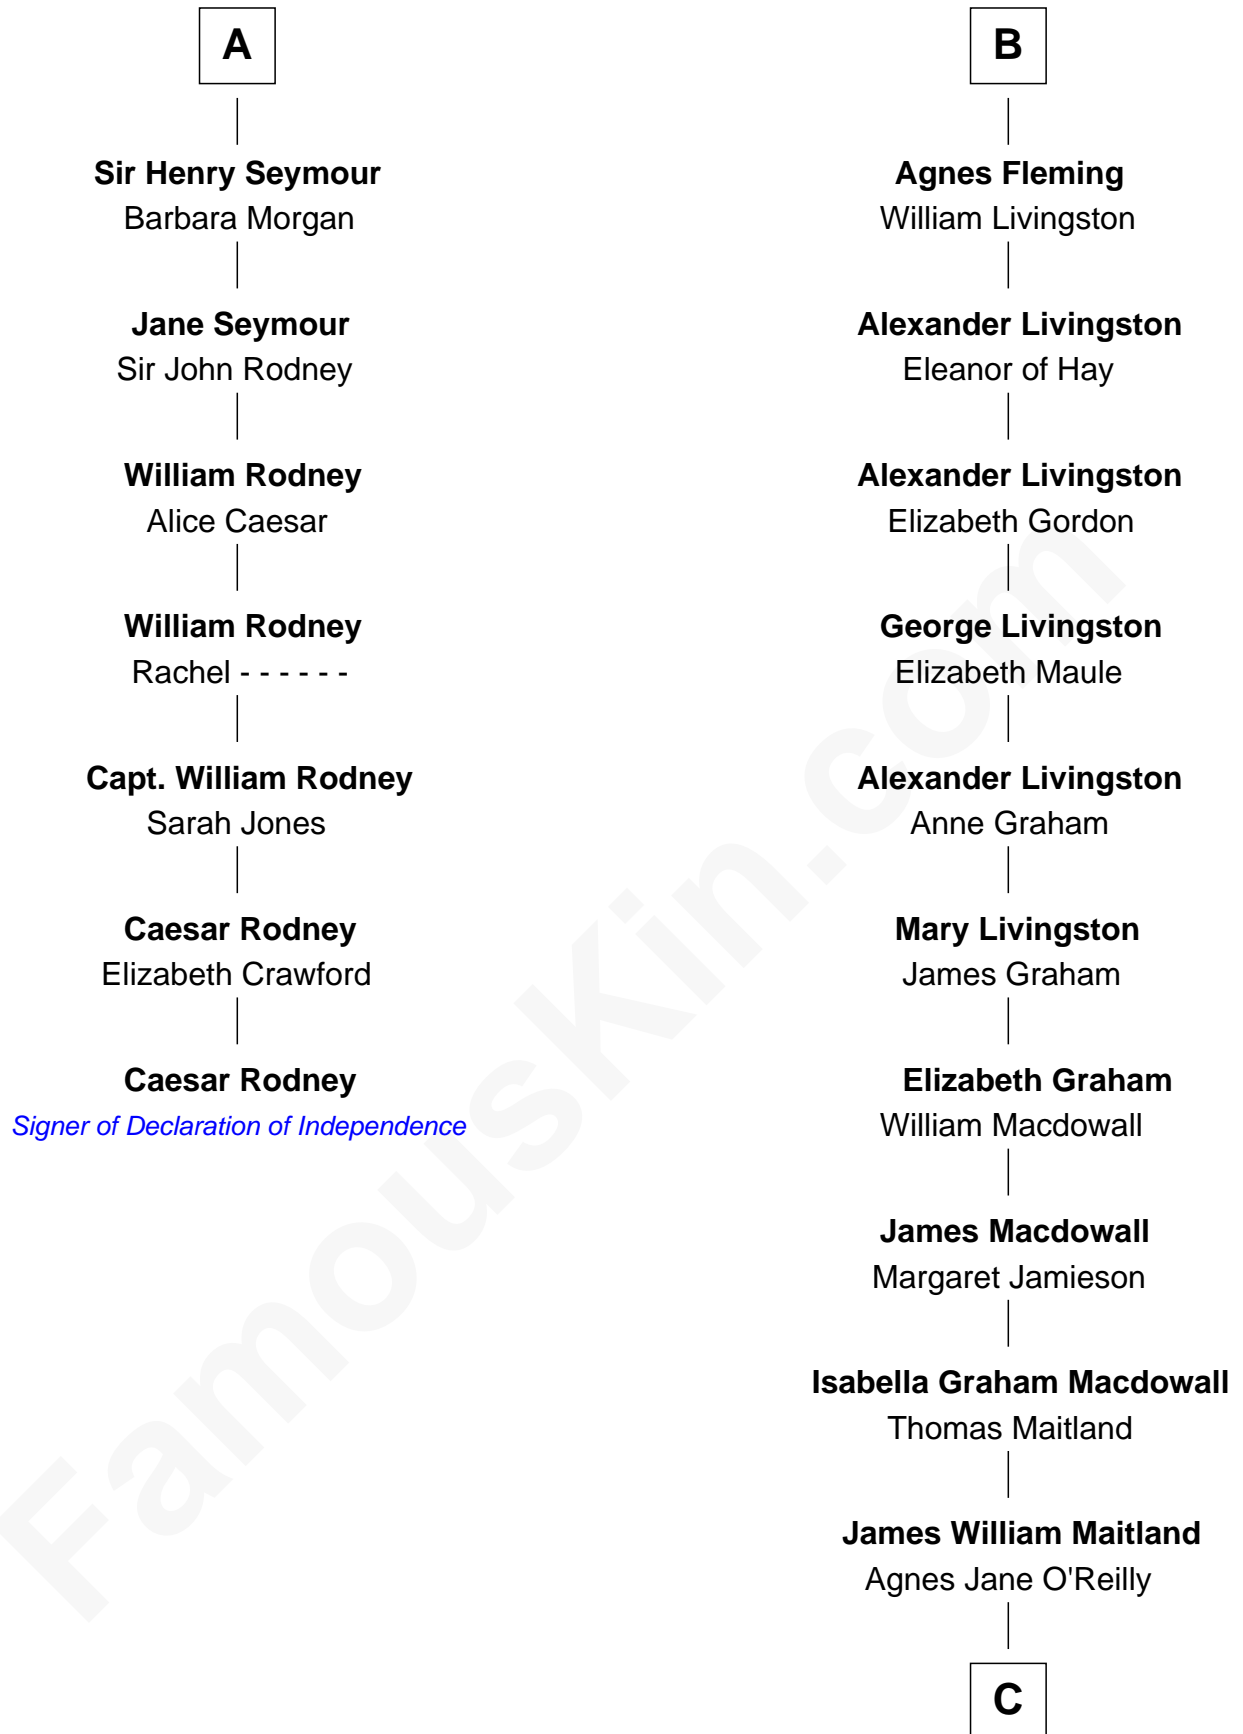 A
Sir Henry Seymour
Barbara Morgan
Jane Seymour
Sir John Rodney
William Rodney
Alice Caesar
William Rodney
Rachel - - - - - -
Capt. William Rodney
Sarah Jones
Caesar Rodney
Elizabeth Crawford
Caesar Rodney
Signer of Declaration of Independence
B
Agnes Fleming
William Livingston
Alexander Livingston
Eleanor of Hay
Alexander Livingston
Elizabeth Gordon
George Livingston
Elizabeth Maule
Alexander Livingston
Anne Graham
Mary Livingston
James Graham
Elizabeth Graham
William Macdowall
James Macdowall
Margaret Jamieson
Isabella Graham Macdowall
Thomas Maitland
James William Maitland
Agnes Jane O'Reilly
C
FamousKin.com